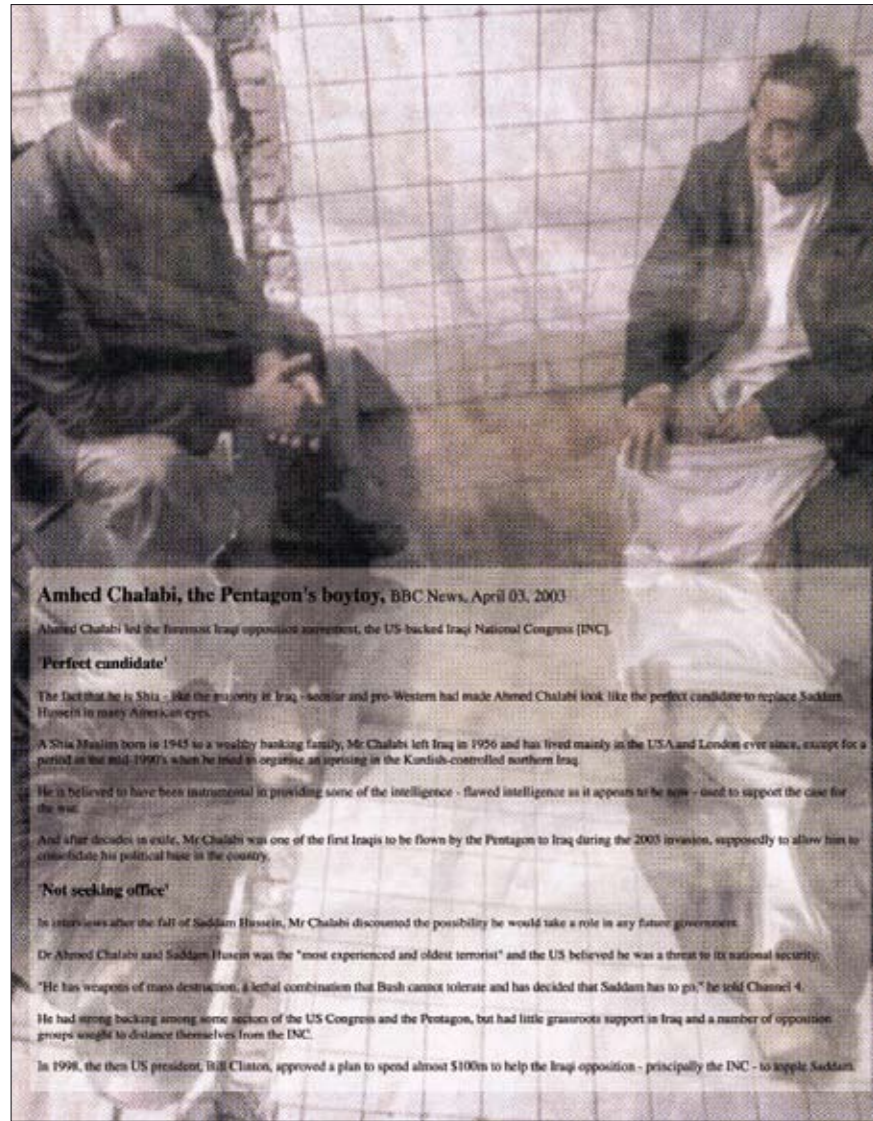 Amhed Chalabi, the Pentagon's boytoy, BBC News, April 03, 2003
Ahmed Chalabi led the foremost Iraqi opposition movement, the US-backed Iraqi National Congress [INC].
'Perfect candidate'
The fact that he is Shia - like the majority in Iraq - secular and pro-Western had made Ahmed Chalabi look like the perfect candidate to replace Saddam
Hussein in many American eyes.
A Shia Muslim born in 1945 to a wealthy banking family, Mr Chalabi left Iraq in 1956 and has lived mainly in the USA and London ever since, except for a
period in the mid-1990's when he tried to organise an uprising in the Kurdish-controlled northern Iraq.
He is believed to have been instrumental in providing some of the intelligence - flawed intelligence as it appears to be now - used to support the case for
the war.
And after decades in exile, Mr Chalabi was one of the first Iraqis to be flown by the Pentagon to Iraq during the 2003 invasion, supposedly to allow him to
consolidate his political base in the country.
'Not seeking office'
In interviews after the fall of Saddam Hussein, Mr Chalabi discounted the possibility he would take a role in any future government.
Dr Ahmed Chalabi said Saddam Husein was the "most experienced and oldest terrorist" and the US believed he was a threat to its national security.
"He has weapons of mass destruction, a lethal combination that Bush cannot tolerate and has decided that Saddam has to go," he told Channel 4.
He had strong backing among some sectors of the US Congress and the Pentagon, but had little grassroots support in Iraq and a number of opposition
groups sought to distance themselves from the INC.
In 1998, the then US president, Bill Clinton, approved a plan to spend almost $100m to help the Iraqi opposition - principally the INC - to topple Saddam.